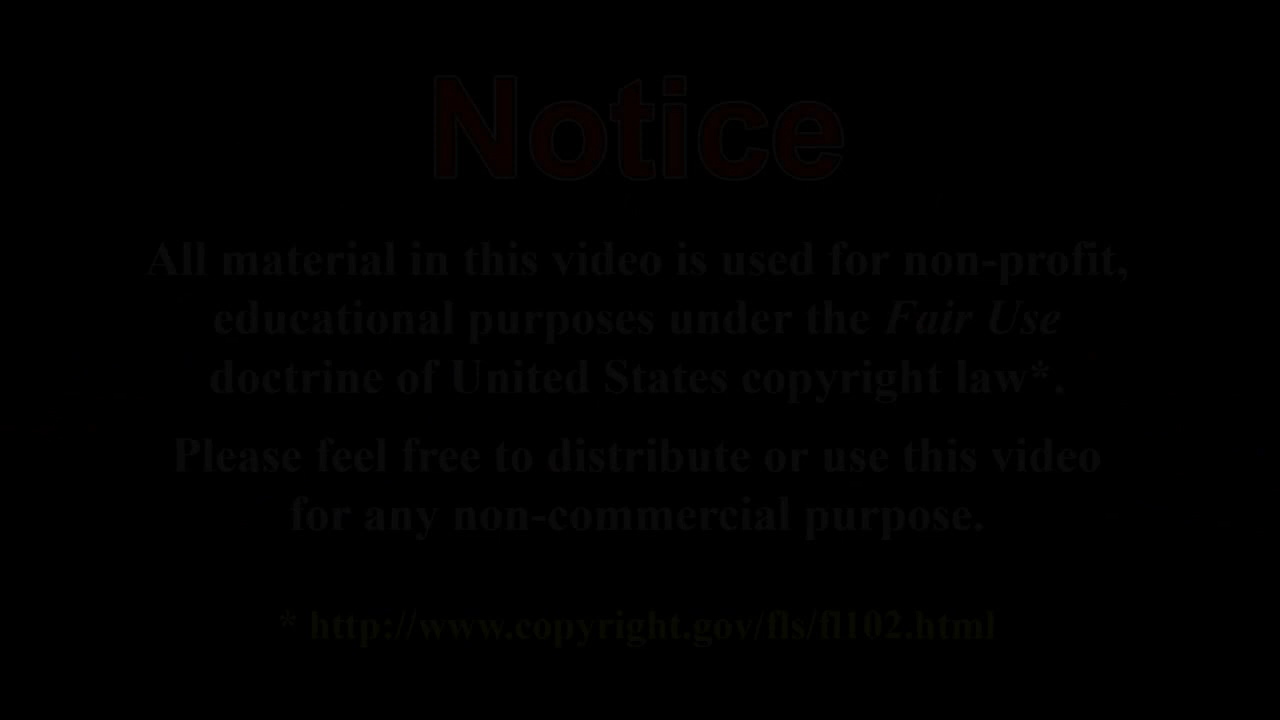 Notice
All material in this video is used for non-profit,
educational purposes under the Fair Use
doctrine of United States copyright law*.
Please feel free to distribute or use this video
for any non-commercial purpose.
* http://www.copyright.gov/fls/fl102.html